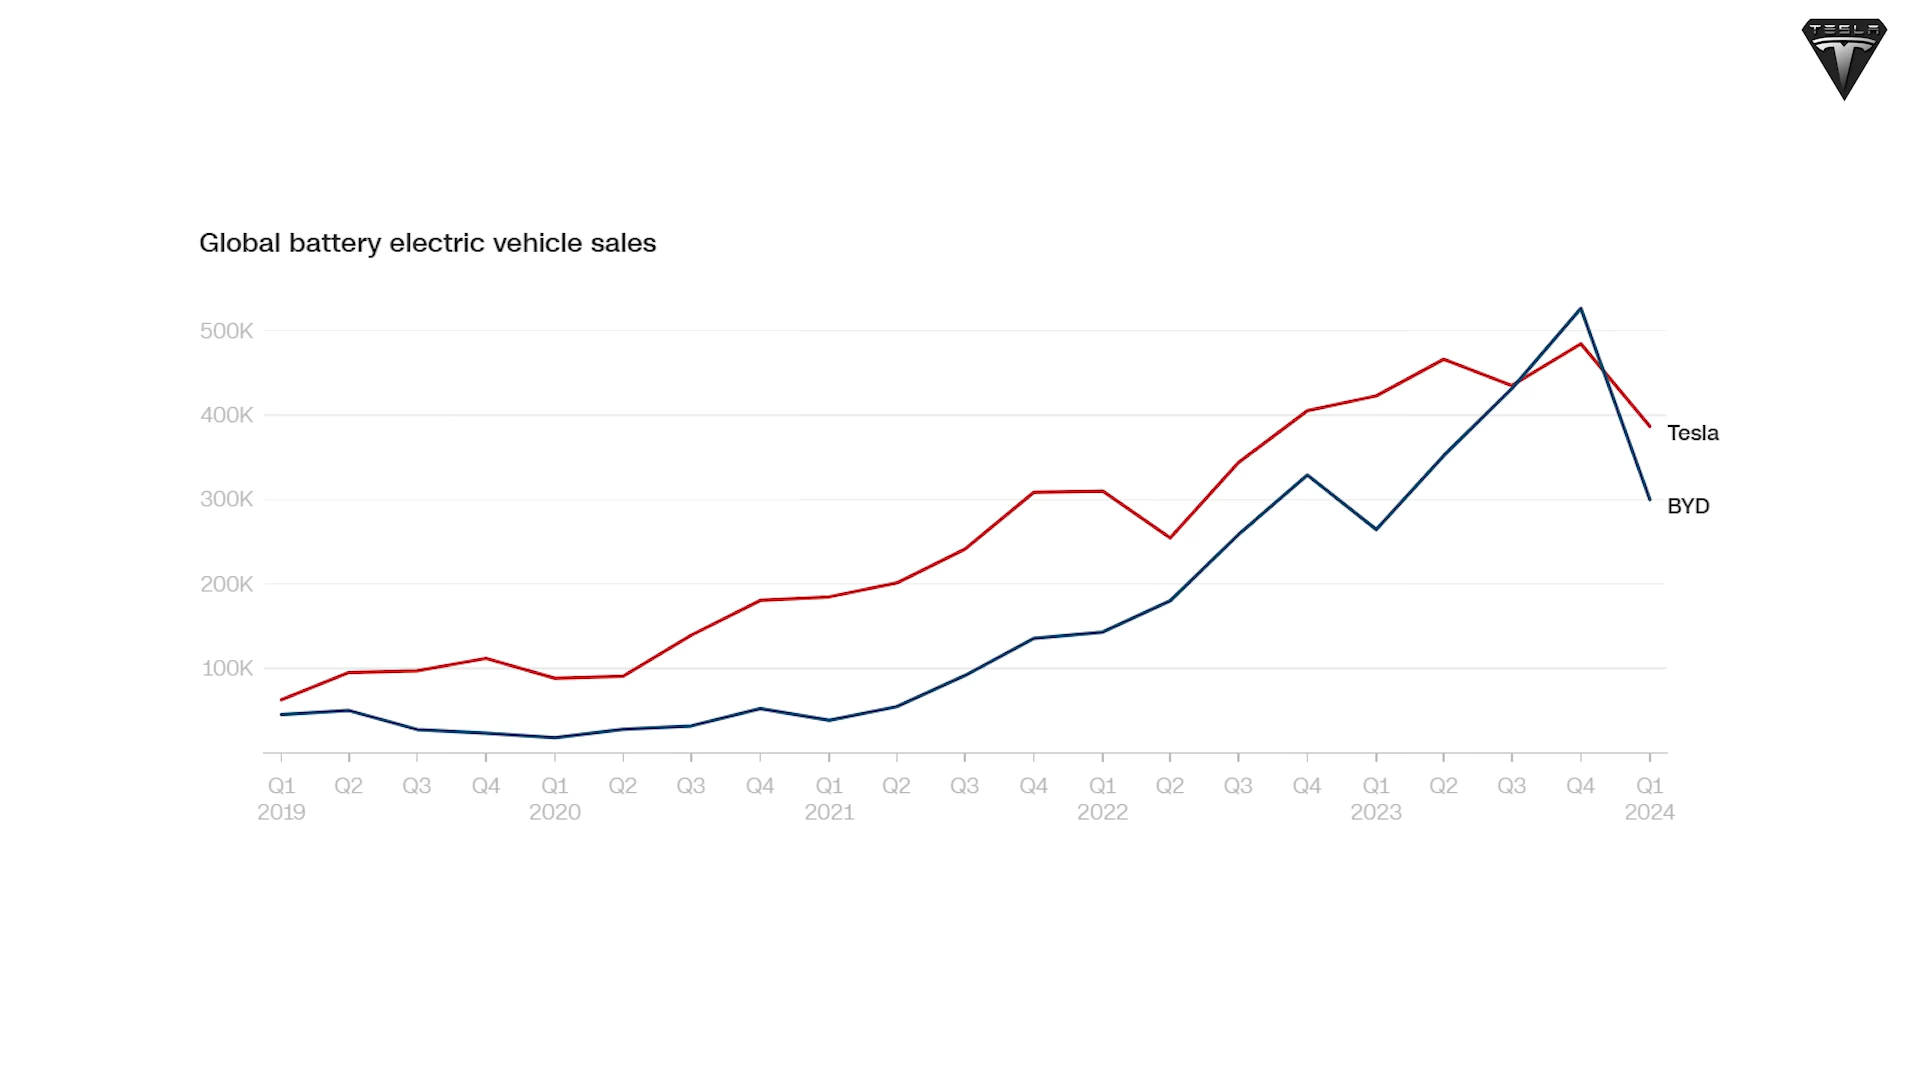 TESLA
Global battery electric vehicle sales
500K
400K
300K
200K
100K
Tesla
BYD
Q1 Q2 Q3 Q4 Q1 Q2 Q3 Q4 Q1 Q2 Q3 Q4 Q1 Q2 Q3 Q4 Q1 Q2 Q3 Q4 Q1
2019 2020 2021 2022 2023 2024